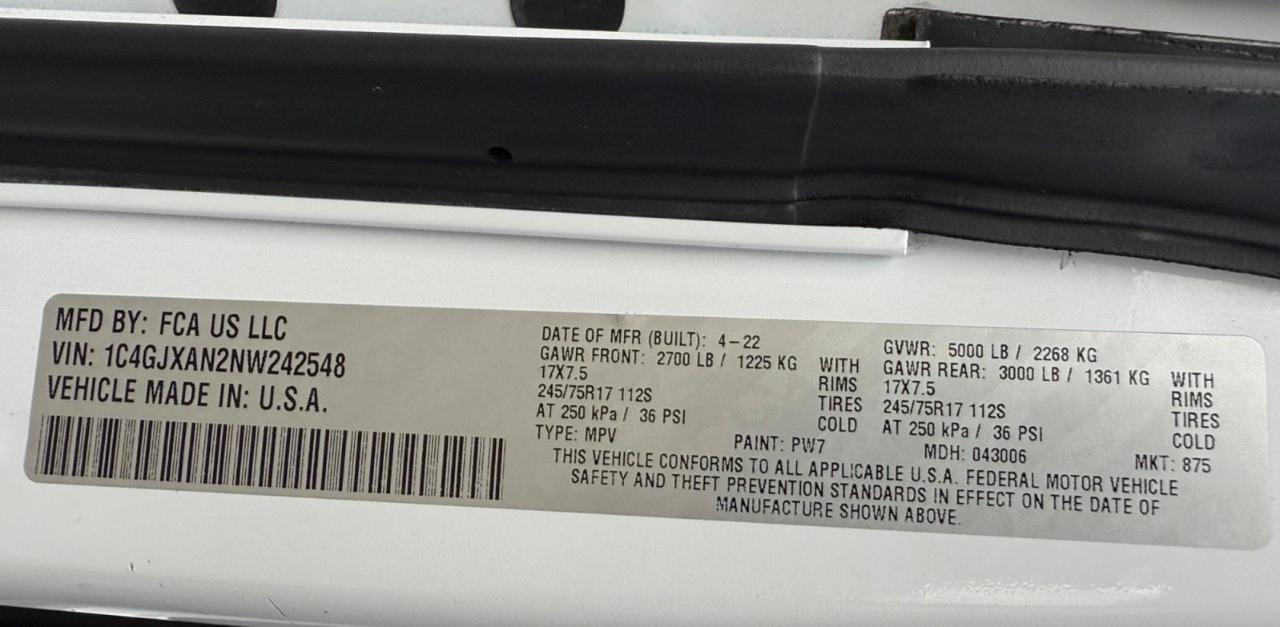 MFD BY: FCA US LLC
VIN: 1C4GJXAN2NW242548
VEHICLE MADE IN: U.S.A.
DATE OF MFR (BUILT): 4-22
GAWR FRONT: 2700 LB / 1225 KG WITH
17X7.5 RIMS
245/75R17 112S TIRES
AT 250 kPa / 36 PSI COLD
GVWR: 5000 LB / 2268 KG
GAWR REAR: 3000 LB / 1361 KG WITH
17X7.5 RIMS
245/75R17 112S TIRES
AT 250 kPa / 36 PSI COLD
TYPE: MPV PAINT: PW7 MDH: 043006 MKT: 875
THIS VEHICLE CONFORMS TO ALL APPLICABLE U.S.A. FEDERAL MOTOR VEHICLE
SAFETY AND THEFT PREVENTION STANDARDS IN EFFECT ON THE DATE OF
MANUFACTURE SHOWN ABOVE.